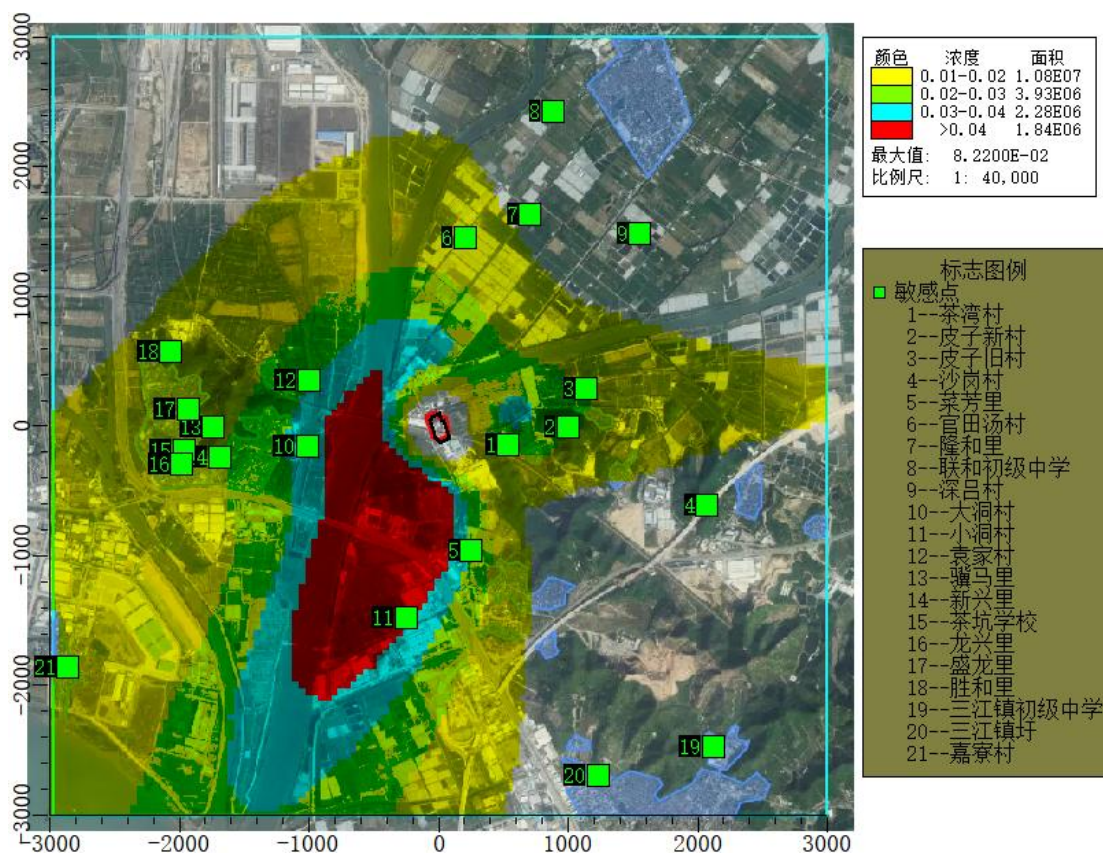 颜色 浓度 面积
0.01-0.02 1.08E07
0.02-0.03 3.93E06
0.03-0.04 2.28E06
>0.04 1.84E06
最大值: 8.2200E-02
比例尺: 1: 40,000
标志图例
敏感点
1--茶湾村
2--皮子新村
3--皮子旧村
4--沙岗村
5--菜芳里
6--官田汤村
7--隆和里
8--联和初级中学
9--深吕村
10--大洞村
11--小洞村
12--袁家村
13--骥马里
14--新兴里
15--茶坑学校
16--龙兴里
17--盛龙里
18--胜和里
19--三江镇初级中学
20--三江镇圩
21--嘉寮村
3000
2000
1000
0
-1000
-2000
-3000
8
7
6
9
18
12
3
17
13
2
1
10
15
4
16
4
5
11
21
19
20
-3000 -2000 -1000 0 1000 2000 3000